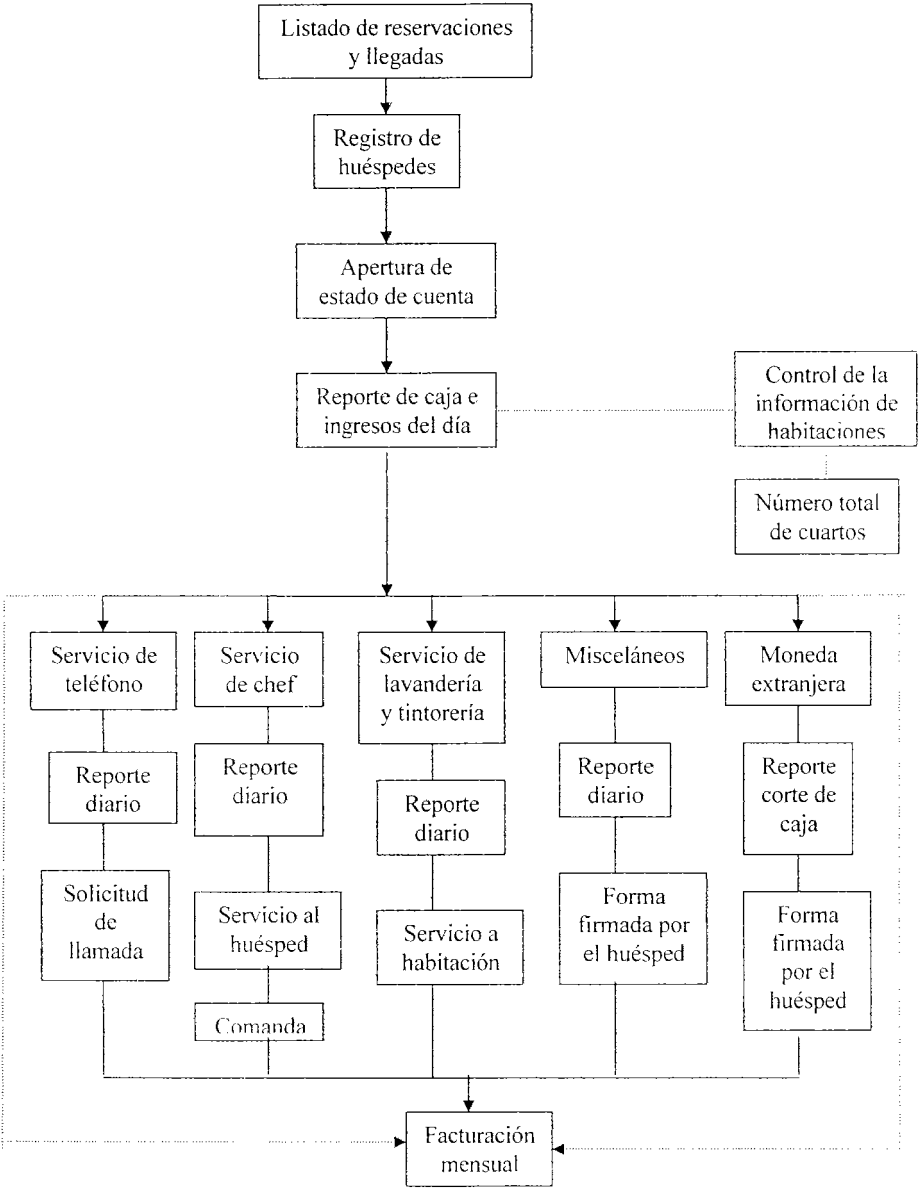 Listado de reservaciones
y llegadas
Registro de
huéspedes
Apertura de
estado de cuenta
Reporte de caja e
ingresos del día
Control de la
información de
habitaciones
Número total
de cuartos
Servicio de
teléfono
Reporte
diario
Solicitud
de
llamada
Servicio
de chef
Reporte
diario
Servicio al
huésped
Comanda
Servicio de
lavandería
y tintorería
Reporte
diario
Servicio a
habitación
Misceláneos
Reporte
diario
Forma
firmada por
el huésped
Moneda
extranjera
Reporte
corte de
caja
Forma
firmada
por el
huésped
Facturación
mensual